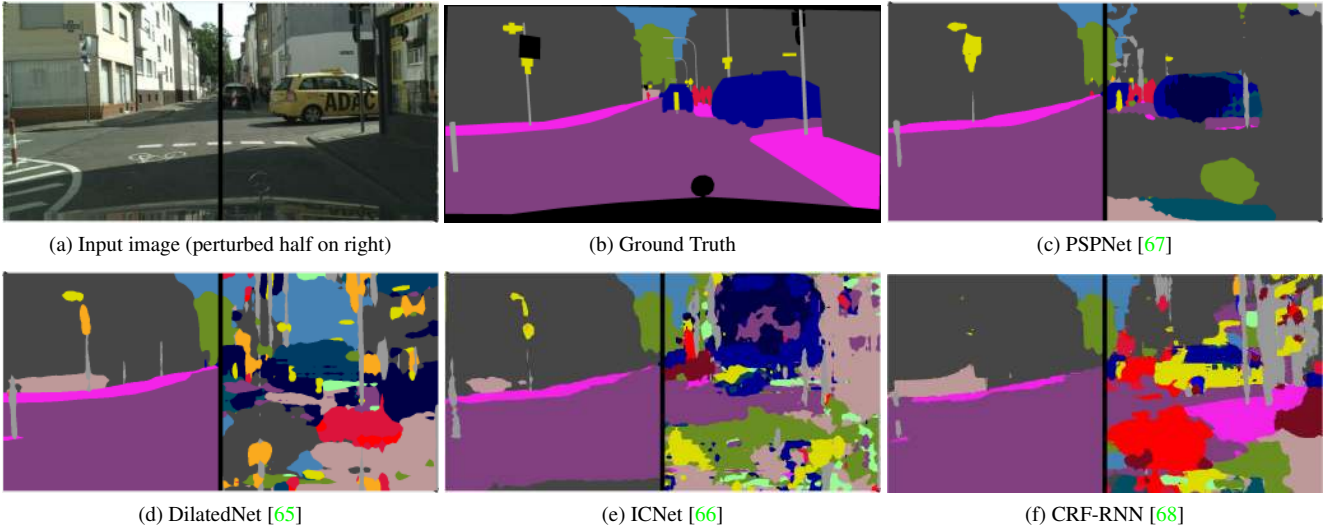 ADAC
(a) Input image (perturbed half on right)
(b) Ground Truth
(c) PSPNet [67]
(d) DilatedNet [65]
(e) ICNet [66]
(f) CRF-RNN [68]